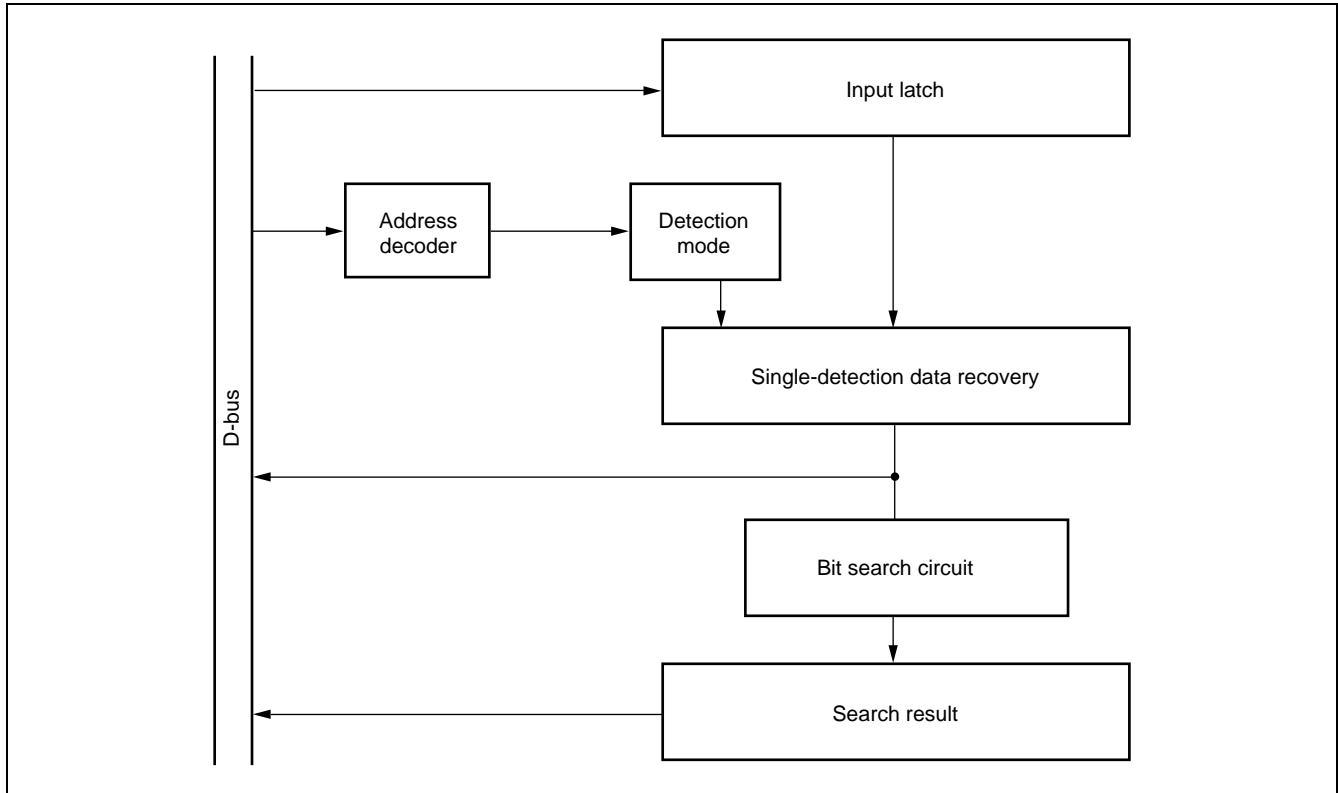 Input latch
Address
decoder
Detection
mode
Single-detection data recovery
D-bus
Bit search circuit
Search result